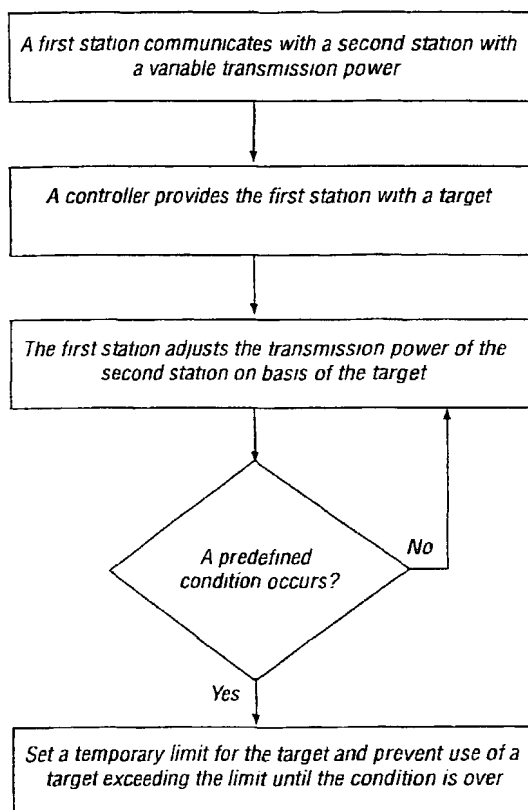 A first station communicates with a second station with
a variable transmission power
A controller provides the first station with a target
The first station adjusts the transmission power of the
second station on basis of the target
A predefined
condition occurs?
No
Yes
Set a temporary limit for the target and prevent use of a
target exceeding the limit until the condition is over